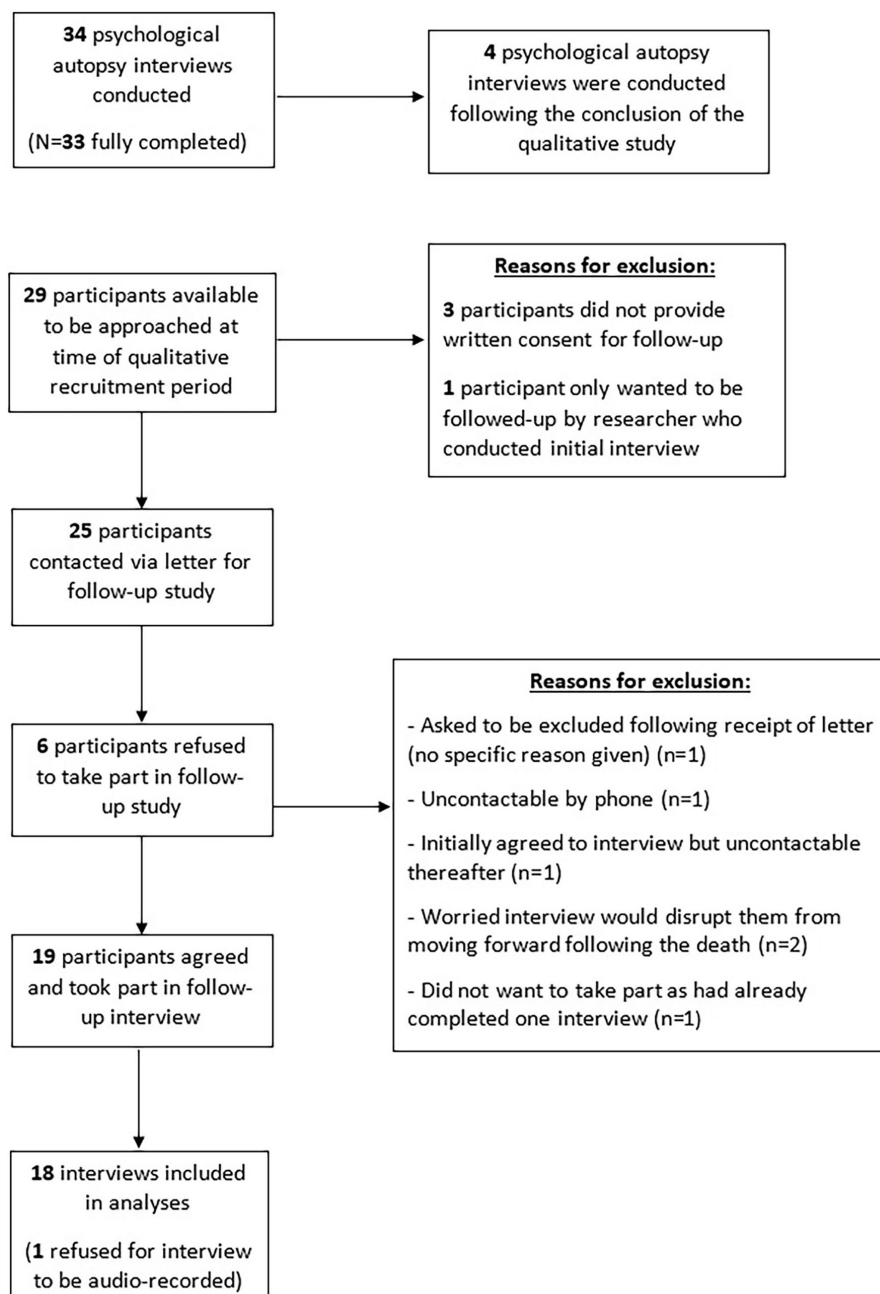 34 psychological
autopsy interviews
conducted
(N=33 fully completed)
4 psychological autopsy
interviews were conducted
following the conclusion of the
qualitative study
29 participants available
to be approached at
time of qualitative
recruitment period
Reasons for exclusion:
3 participants did not provide
written consent for follow-up
1 participant only wanted to be
followed-up by researcher who
conducted initial interview
25 participants
contacted via letter for
follow-up study
6 participants refused
to take part in follow-
up study
Reasons for exclusion:
- Asked to be excluded following receipt of letter
(no specific reason given) (n=1)
- Uncontactable by phone (n=1)
- Initially agreed to interview but uncontactable
thereafter (n=1)
- Worried interview would disrupt them from
moving forward following the death (n=2)
- Did not want to take part as had already
completed one interview (n=1)
19 participants agreed
and took part in follow-
up interview
18 interviews included
in analyses
(1 refused for interview
to be audio-recorded)